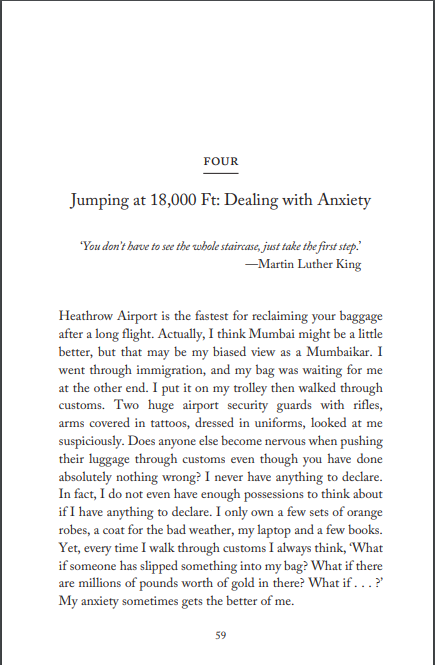 FOUR
Jumping at 18,000 Ft: Dealing with Anxiety
‘You don’t have to see the whole staircase, just take the first step.’
—Martin Luther King
Heathrow Airport is the fastest for reclaiming your baggage
after a long flight. Actually, I think Mumbai might be a little
better, but that may be my biased view as a Mumbaikar. I
went through immigration, and my bag was waiting for me
at the other end. I put it on my trolley then walked through
customs. Two huge airport security guards with rifles,
arms covered in tattoos, dressed in uniforms, looked at me
suspiciously. Does anyone else become nervous when pushing
their luggage through customs even though you have done
absolutely nothing wrong? I never have anything to declare.
In fact, I do not even have enough possessions to think about
if I have anything to declare. I only own a few sets of orange
robes, a coat for the bad weather, my laptop and a few books.
Yet, every time I walk through customs I always think, ‘What
if someone has slipped something into my bag? What if there
are millions of pounds worth of gold in there? What if . . . ?’
My anxiety sometimes gets the better of me.
59